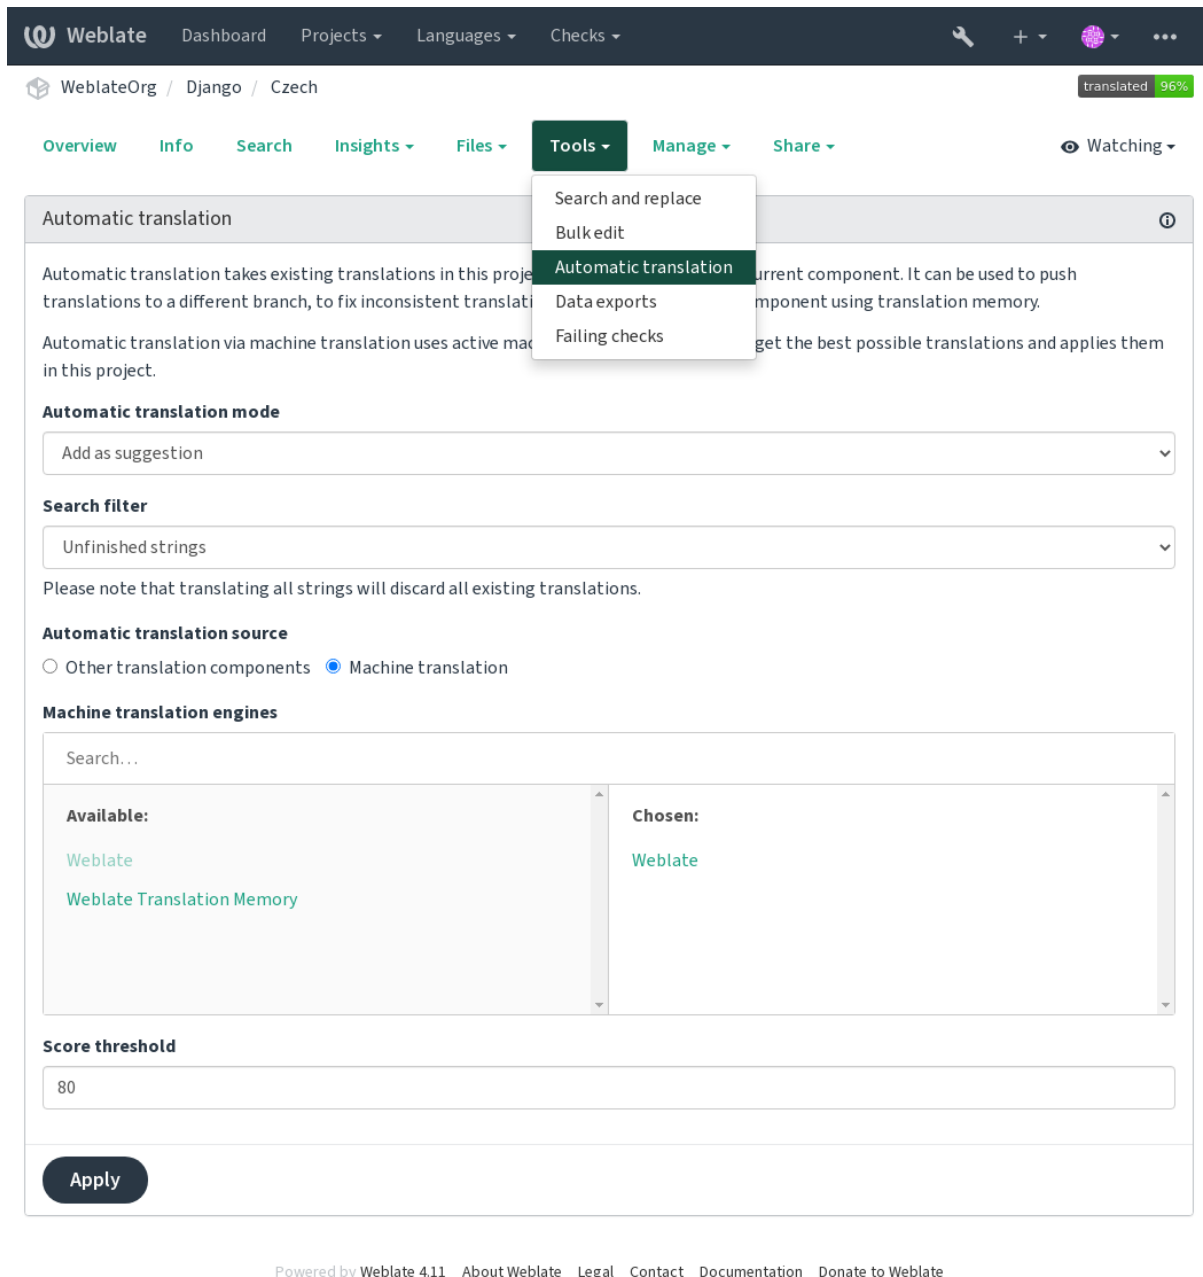 Weblate Dashboard Projects Languages Checks
WeblateOrg / Django / Czech translated 96%
Overview Info Search Insights Files Tools Manage Share Watching
Search and replace
Bulk edit
Automatic translation
Data exports
Failing checks
Automatic translation
Automatic translation takes existing translations in this proje urrent component. It can be used to push
translations to a different branch, to fix inconsistent translati mponent using translation memory.
Automatic translation via machine translation uses active mac get the best possible translations and applies them
in this project.
Automatic translation mode
Add as suggestion
Search filter
Unfinished strings
Please note that translating all strings will discard all existing translations.
Automatic translation source
Other translation components Machine translation
Machine translation engines
Search…
Available: Chosen:
Weblate Weblate
Weblate Translation Memory
Score threshold
80
Apply
Powered by Weblate 4.11 About Weblate Legal Contact Documentation Donate to Weblate